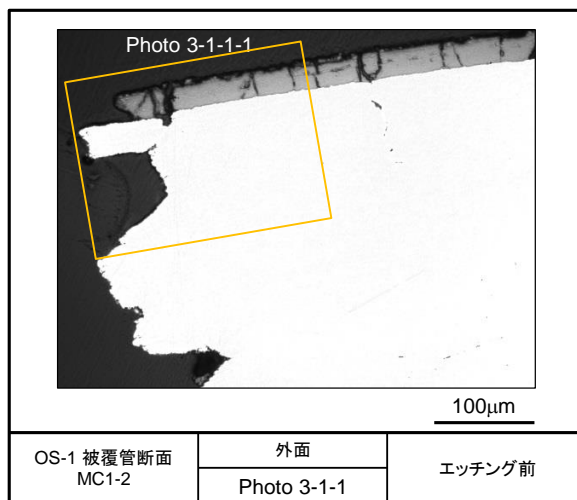 Photo 3-1-1-1
100μm
OS-1 被覆管断面
MC1-2
外面
Photo 3-1-1
エッチング前